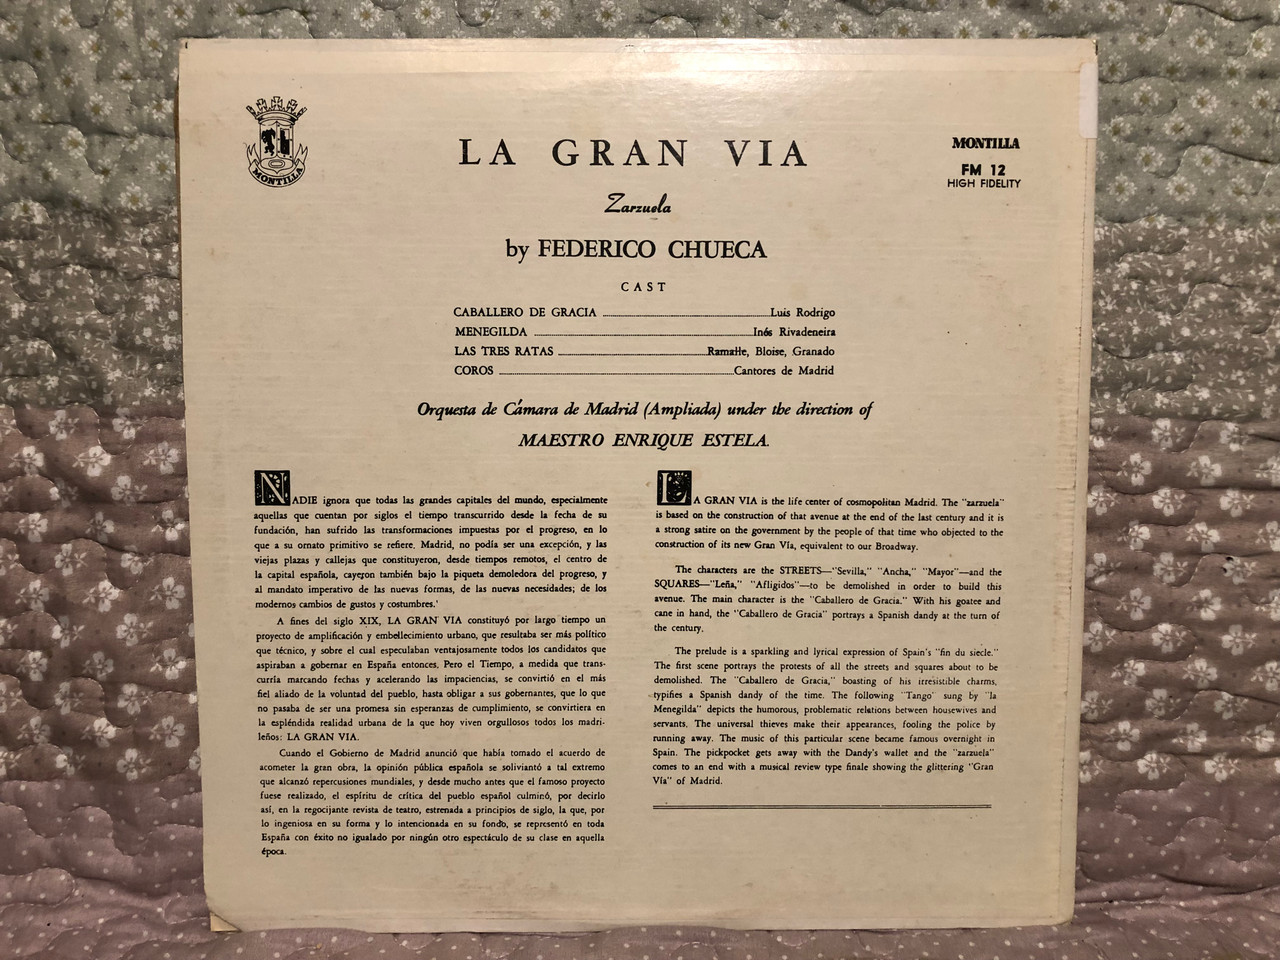 MONTILLA
LA GRAN VIA
MONTILLA
FM 12
HIGH FIDELITY
Zarzuela
by FEDERICO CHUECA
CAST
CABALLERO DE GRACIA Luis Rodrigo
MENEGILDA Inés Rivadeneira
LAS TRES RATAS Ramalle, Bloise, Granado
COROS Cantores de Madrid
Orquesta de Cámara de Madrid (Ampliada) under the direction of
MAESTRO ENRIQUE ESTELA.
NADIE ignora que todas las grandes capitales del mundo, especialmente
aquellas que cuentan por siglos el tiempo transcurrido desde la fecha de su
fundación, han sufrido las transformaciones impuestas por el progreso, en lo
que a su ornato primitivo se refiere. Madrid, no podía ser una excepción, y las
viejas plazas y callejas que constituyeron, desde tiempos remotos, el centro de
la capital española, cayeron también bajo la piqueta demoledora del progreso, y
al mandato imperativo de las nuevas formas, de las nuevas necesidades; de los
modernos cambios de gustos y costumbres.'
A fines del siglo XIX, LA GRAN VIA constituyó por largo tiempo un
proyecto de amplificación y embellecimiento urbano, que resultaba ser más político
que técnico, y sobre el cual especulaban ventajosamente todos los candidatos que
aspiraban a gobernar en España entonces. Pero el Tiempo, a medida que trans-
curría marcando fechas y acelerando las impaciencias, se convirtió en el más
fiel aliado de la voluntad del pueblo, hasta obligar a sus gobernantes, que lo que
no pasaba de ser una promesa sin esperanzas de cumplimiento, se convirtiera en
la espléndida realidad urbana de la que hoy viven orgullosos todos los madri-
leños: LA GRAN VIA.
Cuando el Gobierno de Madrid anunció que había tomado el acuerdo de
acometer la gran obra, la opinión pública española se soliviantó a tal extremo
que alcanzó repercusiones mundiales, y desde mucho antes que el famoso proyecto
fuese realizado, el espíritu de crítica del pueblo español culminó, por decirlo
así, en la regocijante revista de teatro, estrenada a principios de siglo, la que, por
lo ingeniosa en su forma y lo intencionada en su fondo, se representó en toda
España con éxito no igualado por ningún otro espectáculo de su clase en aquella
época.
LA GRAN VIA is the life center of cosmopolitan Madrid. The "zarzuela"
is based on the construction of that avenue at the end of the last century and it is
a strong satire on the government by the people of that time who objected to the
construction of its new Gran Vía, equivalent to our Broadway.
The characters are the STREETS—"Sevilla," "Ancha," "Mayor"—and the
SQUARES—"Leña," "Afligidos"—to be demolished in order to build this
avenue. The main character is the "Caballero de Gracia." With his goatee and
cane in hand, the "Caballero de Gracia" portrays a Spanish dandy at the turn of
the century.
The prelude is a sparkling and lyrical expression of Spain's "fin du siecle."
The first scene portrays the protests of all the streets and squares about to be
demolished. The "Caballero de Gracia," boasting of his irresistible charms,
typifies a Spanish dandy of the time. The following "Tango' sung by "la
Menegilda" depicts the humorous, problematic relations between housewives and
servants. The universal thieves make their appearances, fooling the police by
running away. The music of this particular scene became famous overnight in
Spain. The pickpocket gets away with the Dandy's wallet and the "zarzuela"
comes to an end with a musical review type finale showing the glittering "Gran
Vía" of Madrid.